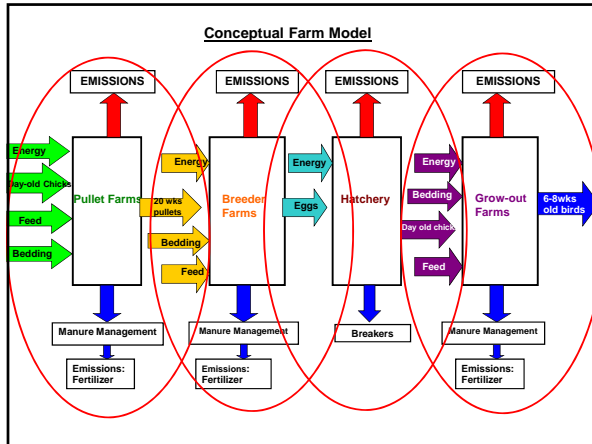 Conceptual Farm Model
EMISSIONS
EMISSIONS
EMISSIONS
EMISSIONS
Energy
Day-old Chicks
Feed
Bedding
Pullet Farms
Energy
20 wks
pullets
Bedding
Feed
Breeder
Farms
Energy
Eggs
Hatchery
Energy
Bedding
Day old chick
Feed
Grow-out
Farms
6-8wks
old birds
Manure Management
Manure Management
Breakers
Manure Management
Emissions:
Fertilizer
Emissions:
Fertilizer
Emissions:
Fertilizer